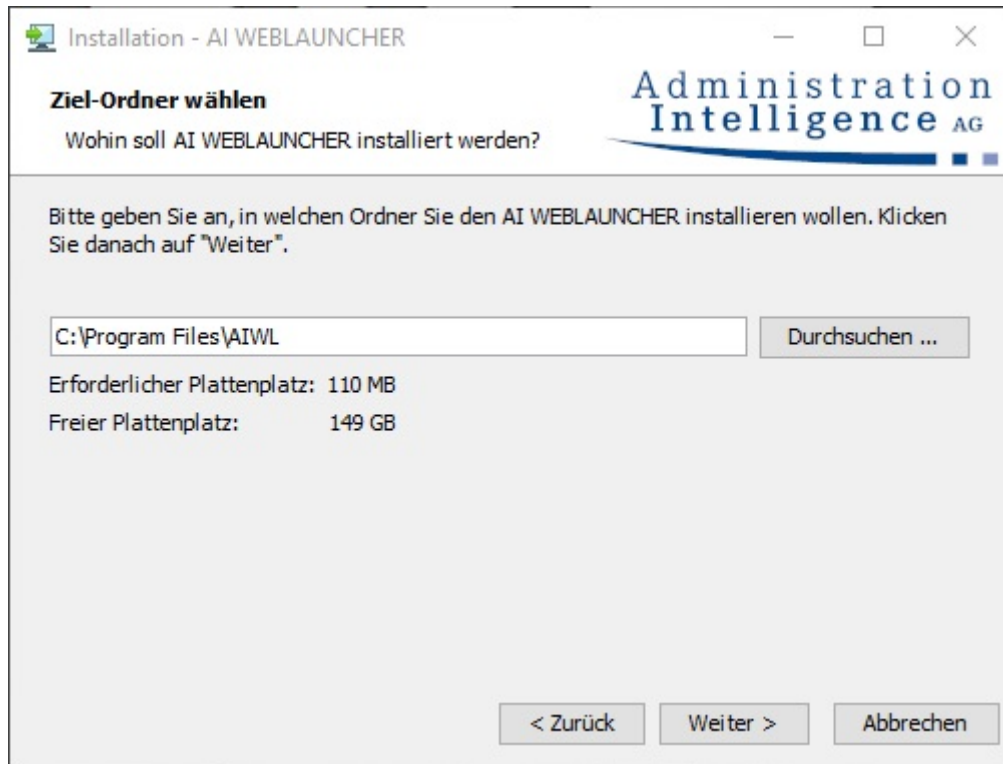 Installation - AI WEBLAUNCHER
Ziel-Ordner wählen
Wohin soll AI WEBLAUNCHER installiert werden?
Administration
Intelligence AG
Bitte geben Sie an, in welchen Ordner Sie den AI WEBLAUNCHER installieren wollen. Klicken
Sie danach auf "Weiter".
C:\Program Files\AIWL
Durchsuchen ...
Erforderlicher Plattenplatz: 110 MB
Freier Plattenplatz: 149 GB
< Zurück
Weiter >
Abbrechen